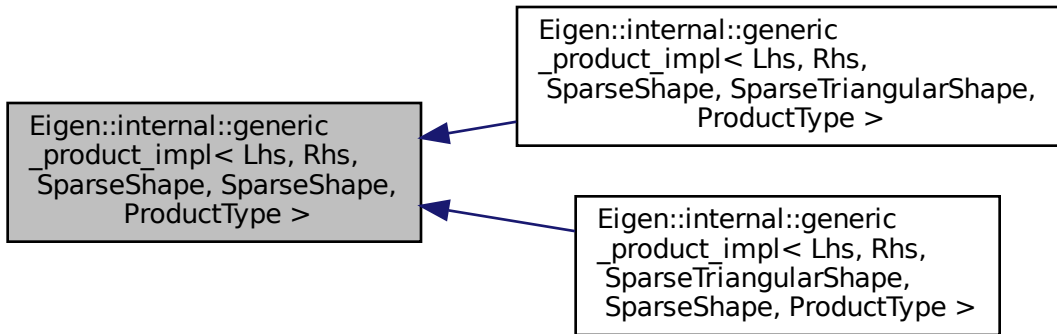 Eigen::internal::generic
_product_impl< Lhs, Rhs,
SparseShape, SparseShape,
ProductType >
Eigen::internal::generic
_product_impl< Lhs, Rhs,
SparseShape, SparseTriangularShape,
ProductType >
Eigen::internal::generic
_product_impl< Lhs, Rhs,
SparseTriangularShape,
SparseShape, ProductType >